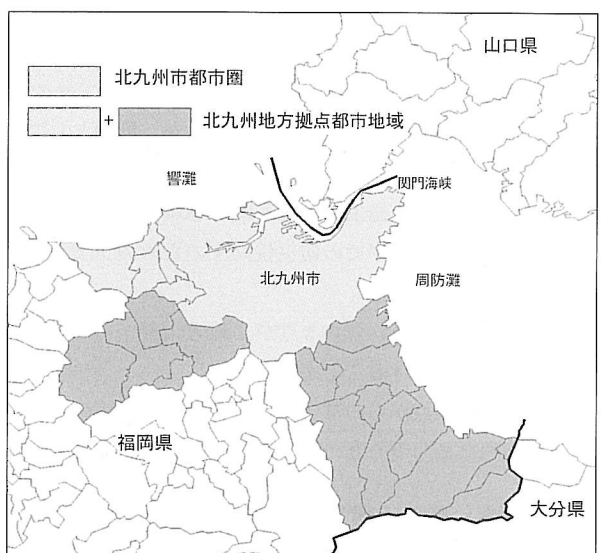 山口県
北九州市都市圏
+ 北九州地方拠点都市地域
響灘
関門海峡
北九州市
周防灘
福岡県
大分県